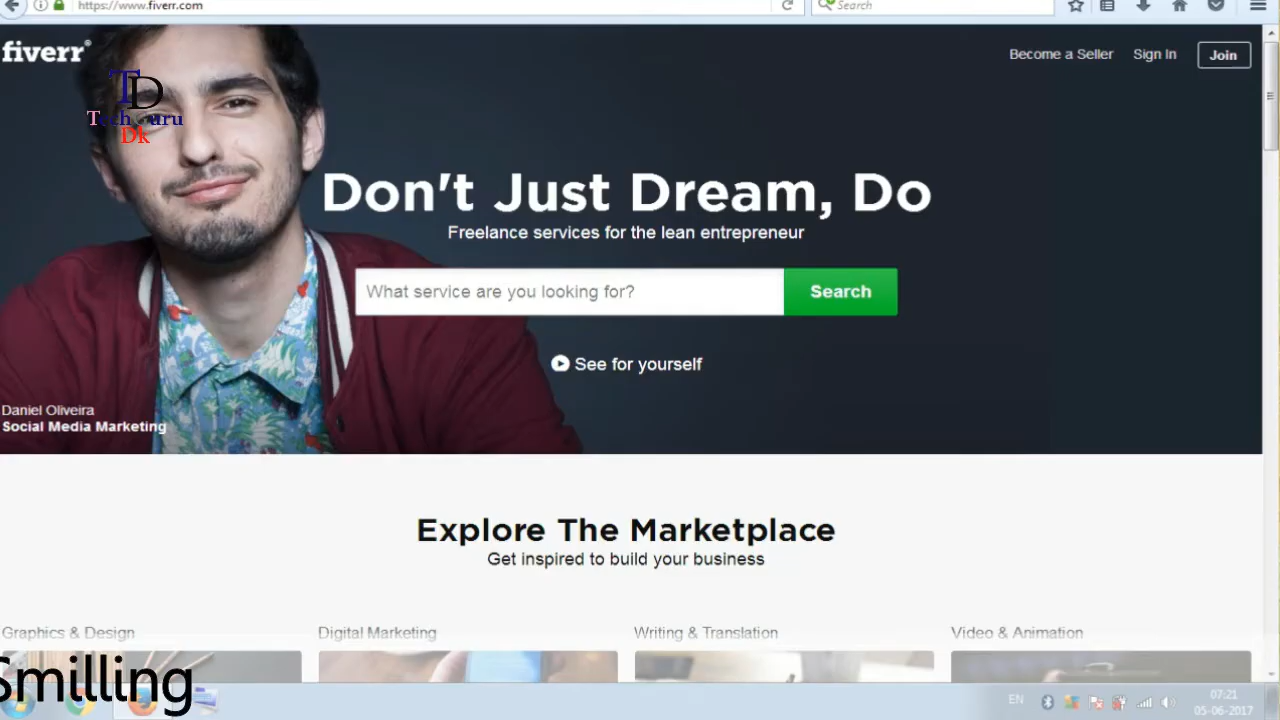 https://www.fiverr.com
Search
fiverr®
Become a Seller
Sign In
Join
TD
TechGuru
Dk
Don't Just Dream, Do
Freelance services for the lean entrepreneur
What service are you looking for?
Search
See for yourself
Daniel Oliveira
Social Media Marketing
Explore The Marketplace
Get inspired to build your business
Graphics & Design
Digital Marketing
Writing & Translation
Video & Animation
Smilling
EN
07:21
05-06-2017